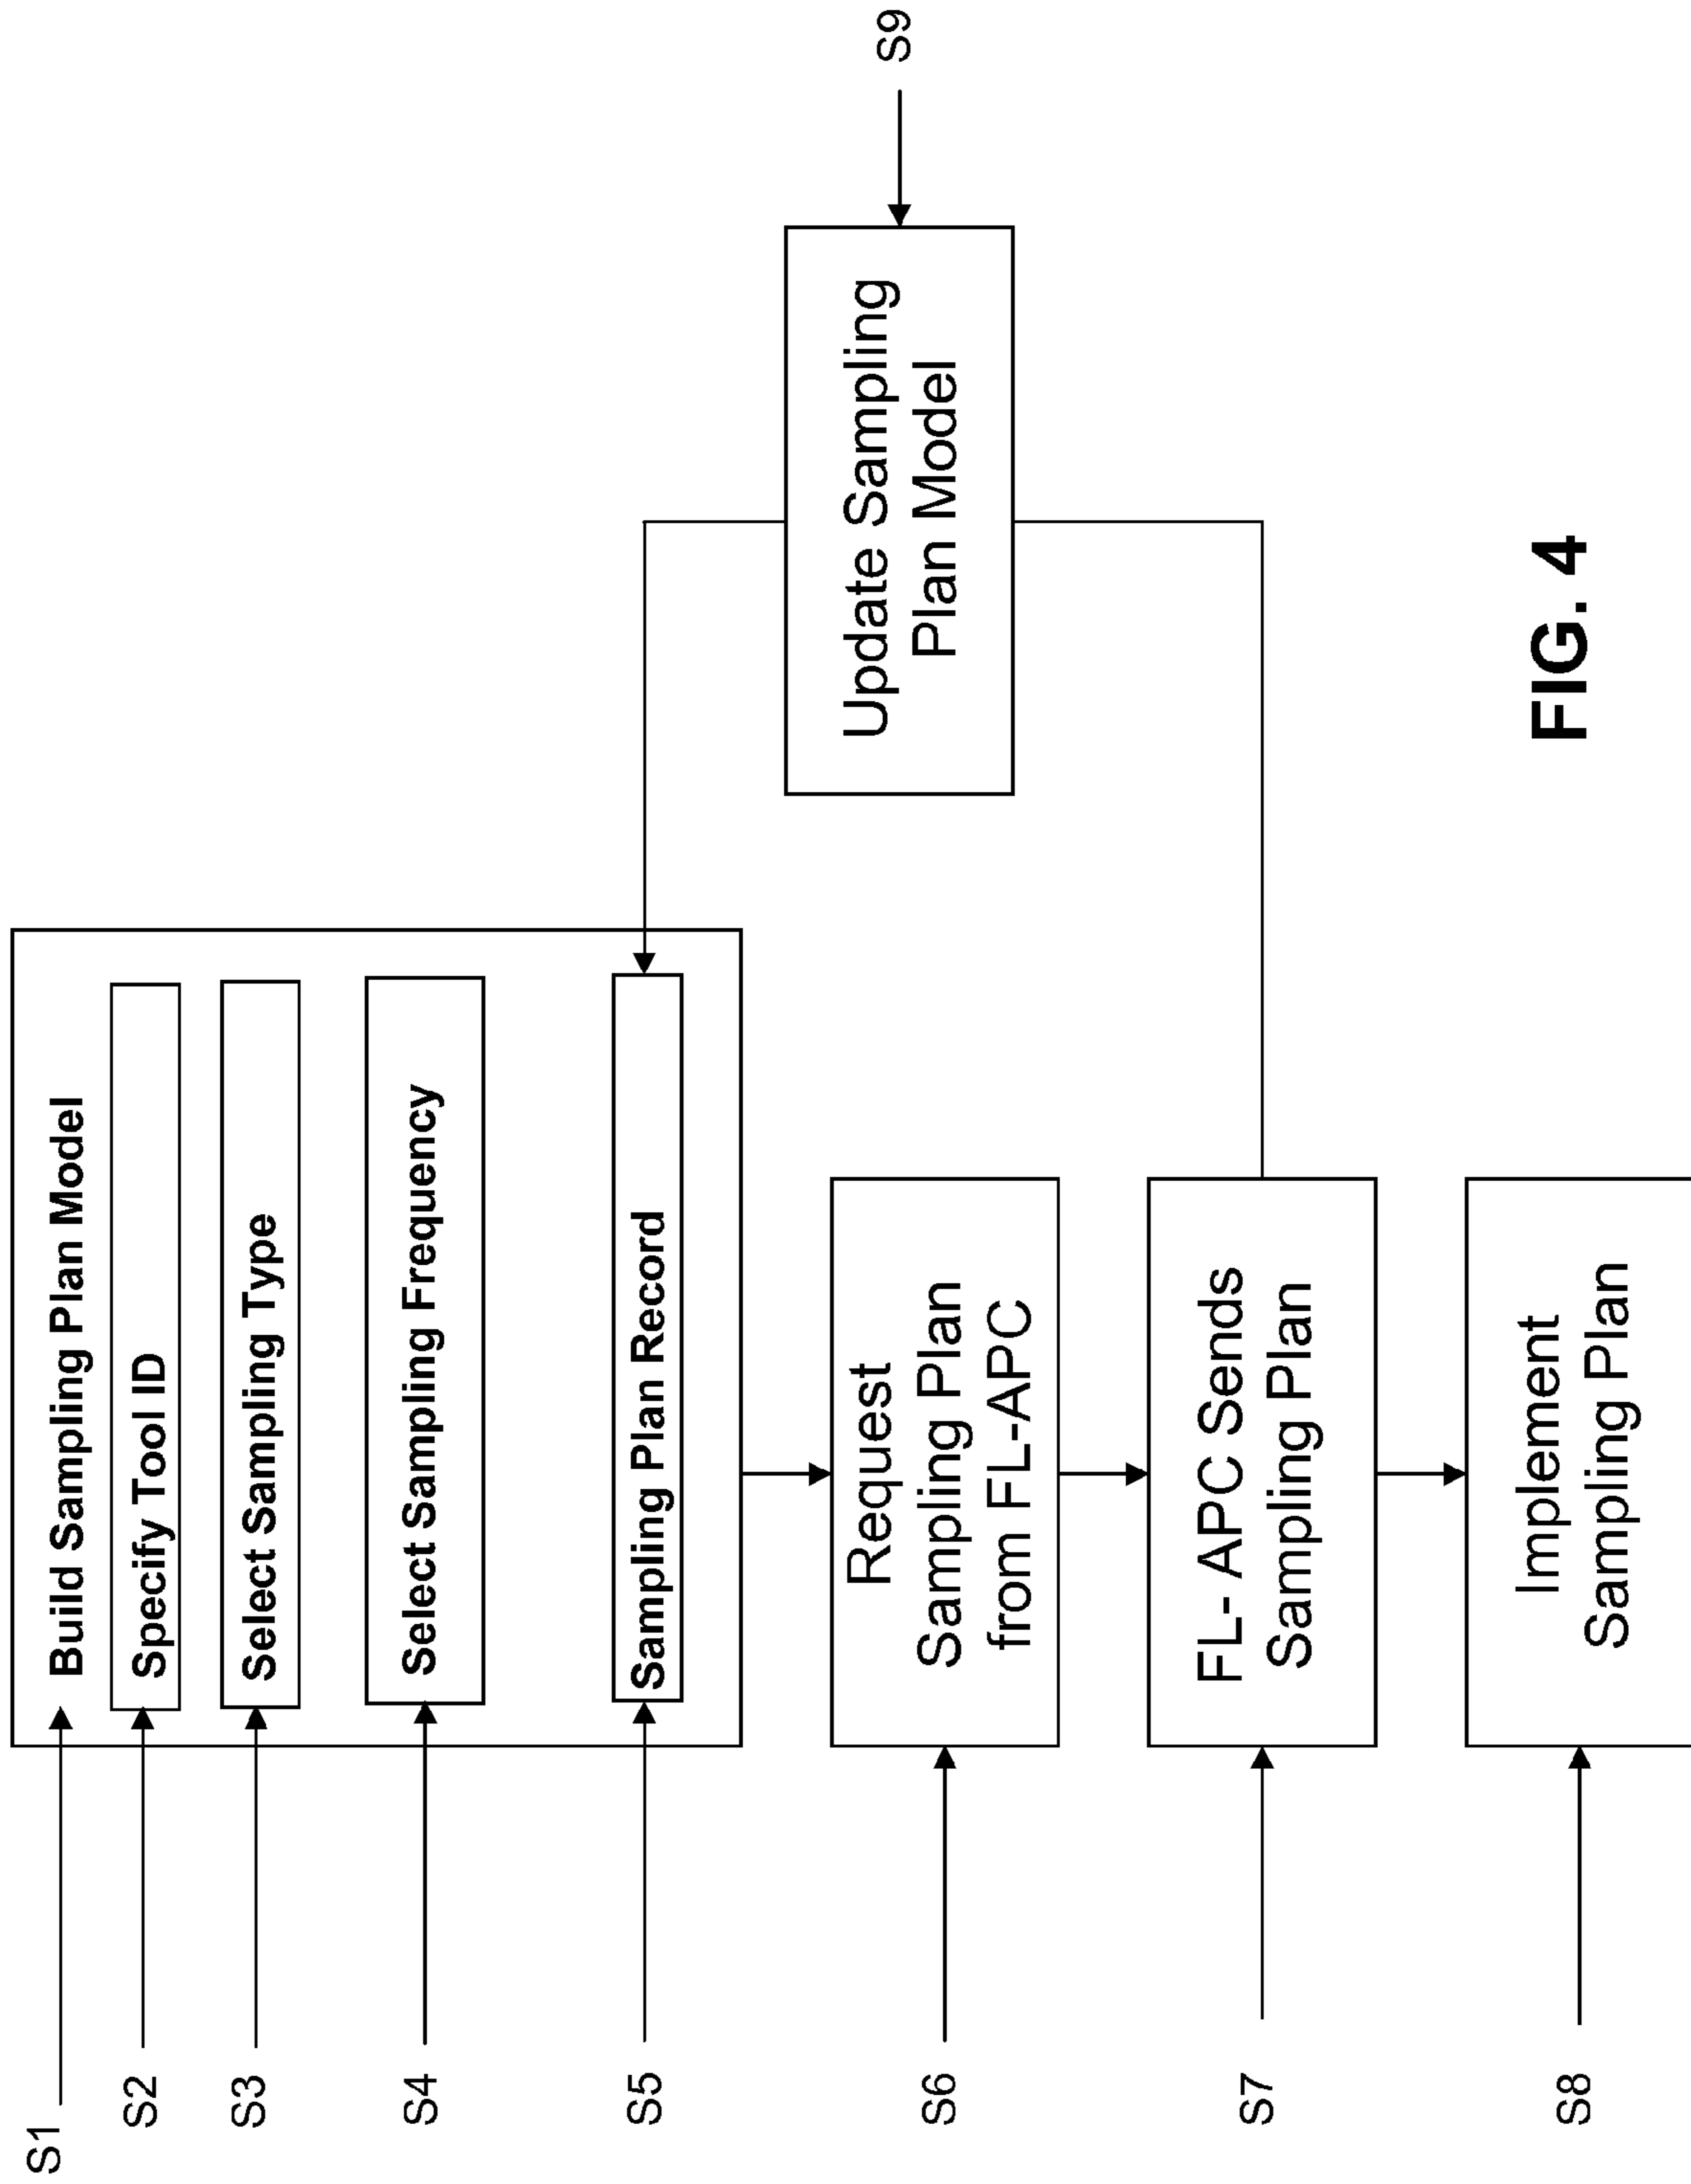 S1
Build Sampling Plan Model
S2
Specify Tool ID
S3
Select Sampling Type
S4
Select Sampling Frequency
S5
Sampling Plan Record
S6
Request
Sampling Plan
from FL-APC
S7
FL- APC Sends
Sampling Plan
S8
Implement
Sampling Plan
Update Sampling
Plan Model
S9
FIG. 4